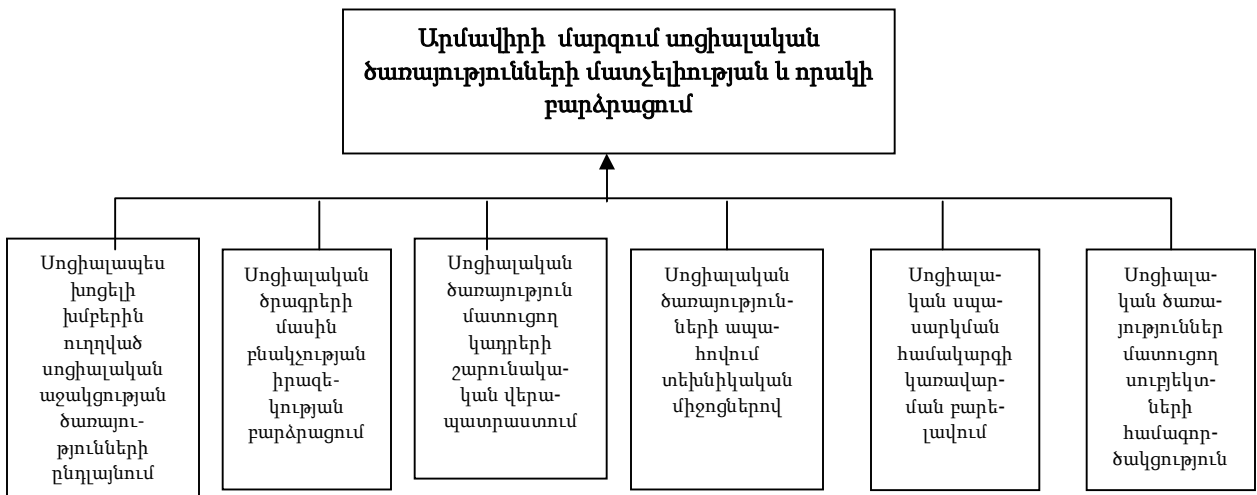 Արմավիրի մարզում սոցիալական
ծառայությունների մատչելիության և որակի
բարձրացում
Սոցիալապես
խոցելի
խմբերին
ուղղված
սոցիալական
աջակցության
ծառայու-
թյունների
ընդլայնում
Սոցիալական
ծրագրերի
մասին
բնակչության
իրազե-
կության
բարձրացում
Սոցիալական
ծառայություն
մատուցող
կադրերի
շարունակա-
կան վերա-
պատրաստում
Սոցիալական
ծառայություն-
ների ապա-
հովում
տեխնիկական
միջոցներով
Սոցիալա-
կան սպա-
սարկման
համակարգի
կառավար-
ման բարե-
լավում
Սոցիալա-
կան ծառա-
յություններ
մատուցող
սուբյեկտ-
ների
համագոր-
ծակցություն